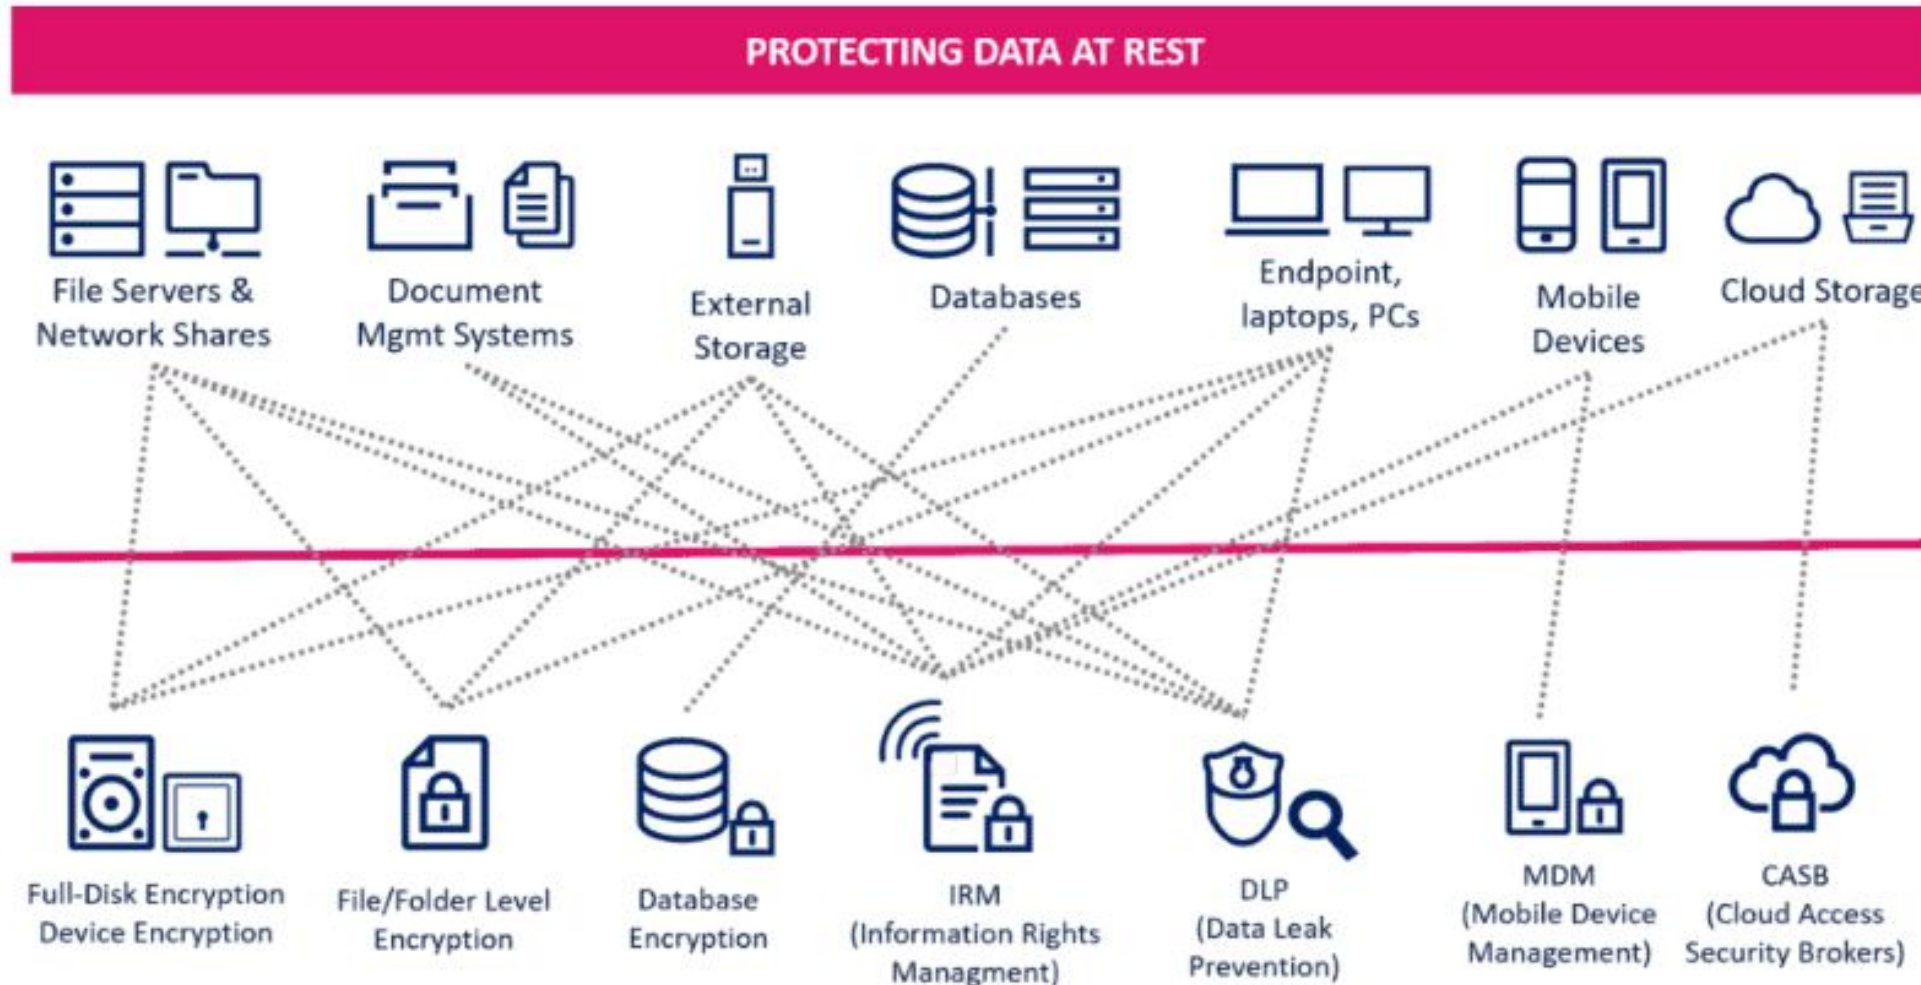 PROTECTING DATA AT REST
File Servers &
Network Shares
Document
Mgmt Systems
External
Storage
Databases
Endpoint,
laptops, PCs
Mobile
Devices
Cloud Storage
Full-Disk Encryption
Device Encryption
File/Folder Level
Encryption
Database
Encryption
IRM
(Information Rights
Managment)
DLP
(Data Leak
Prevention)
MDM
(Mobile Device
Management)
CASB
(Cloud Access
Security Brokers)